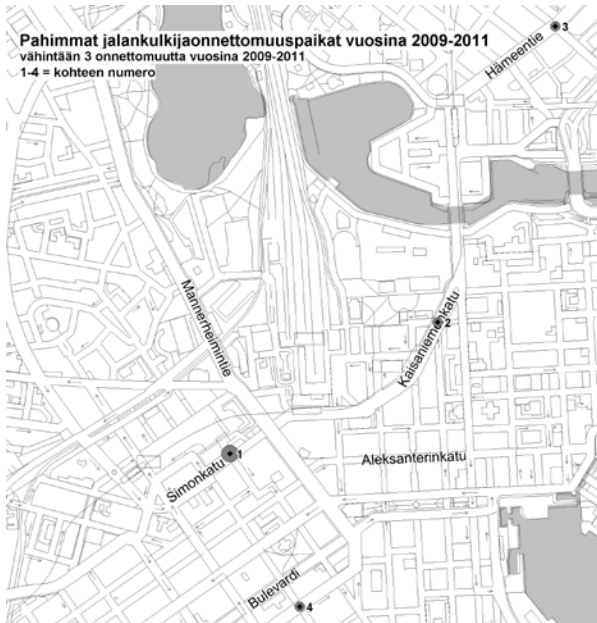 Pahimmat jalankulkijaonnettomuuspaikat vuosina 2009-2011
vähintään 3 onnettomuutta vuosina 2009-2011
1-4 = kohteen numero
3
Hämeentie
Mannerheimintie
Kaisaniemenkatu
2
1
Simonkatu
Aleksanterinkatu
Bulevardi
4